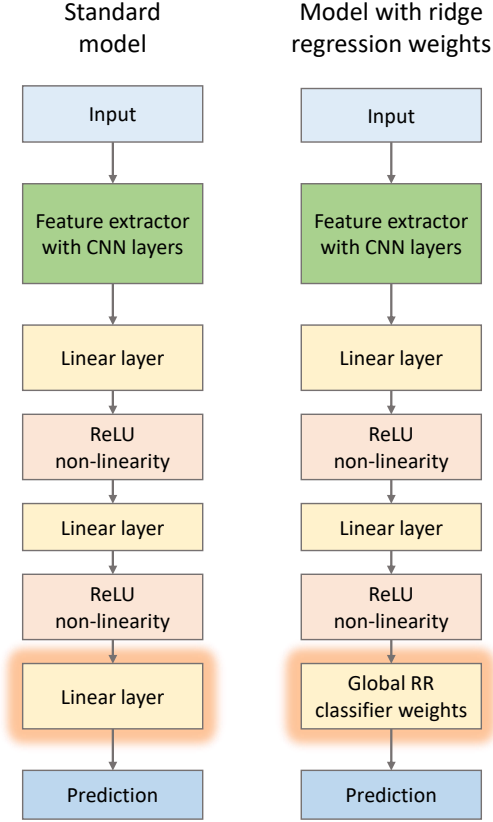 Standard
model
Input
Feature extractor
with CNN layers
Linear layer
ReLU
non-linearity
Linear layer
ReLU
non-linearity
Linear layer
Prediction
Model with ridge
regression weights
Input
Feature extractor
with CNN layers
Linear layer
ReLU
non-linearity
Linear layer
ReLU
non-linearity
Global RR
classifier weights
Prediction